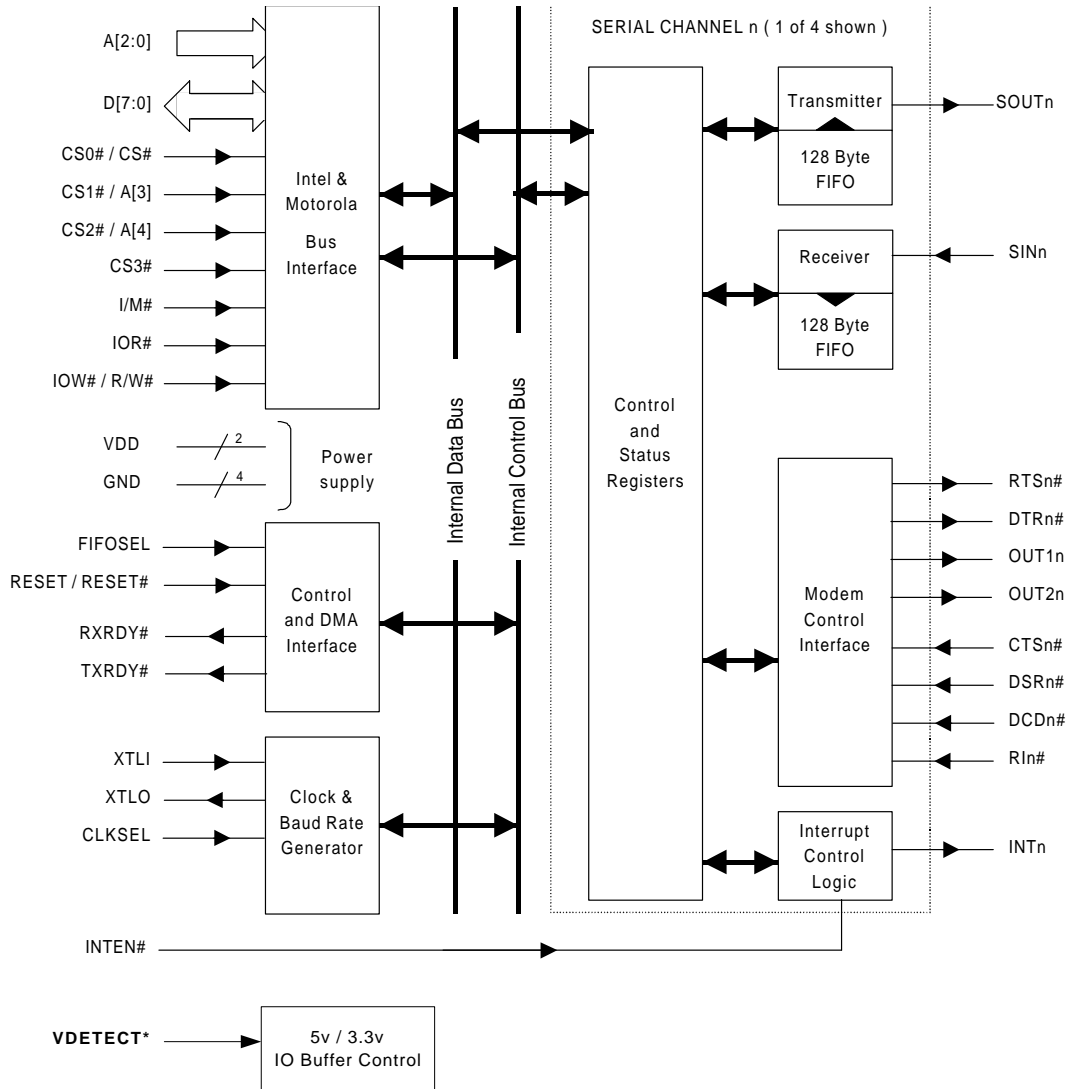 SERIAL CHANNEL n ( 1 of 4 shown )
A[2:0]
D[7:0]
CS0# / CS#
CS1# / A[3]
CS2# / A[4]
CS3#
I/M#
IOR#
IOW# / R/W#
Intel &
Motorola
Bus
Interface
VDD
2
GND
4
Power
supply
FIFOSEL
RESET / RESET#
RXRDY#
TXRDY#
Control
and DMA
Interface
XTLI
XTLO
CLKSEL
Clock &
Baud Rate
Generator
INTEN#
VDETECT*
5v / 3.3v
IO Buffer Control
Internal Data Bus
Internal Control Bus
Control
and
Status
Registers
Transmitter
128 Byte
FIFO
SOUTn
Receiver
128 Byte
FIFO
SINn
Modem
Control
Interface
RTSn#
DTRn#
OUT1n
OUT2n
CTSn#
DSRn#
DCDn#
RIn#
Interrupt
Control
Logic
INTn